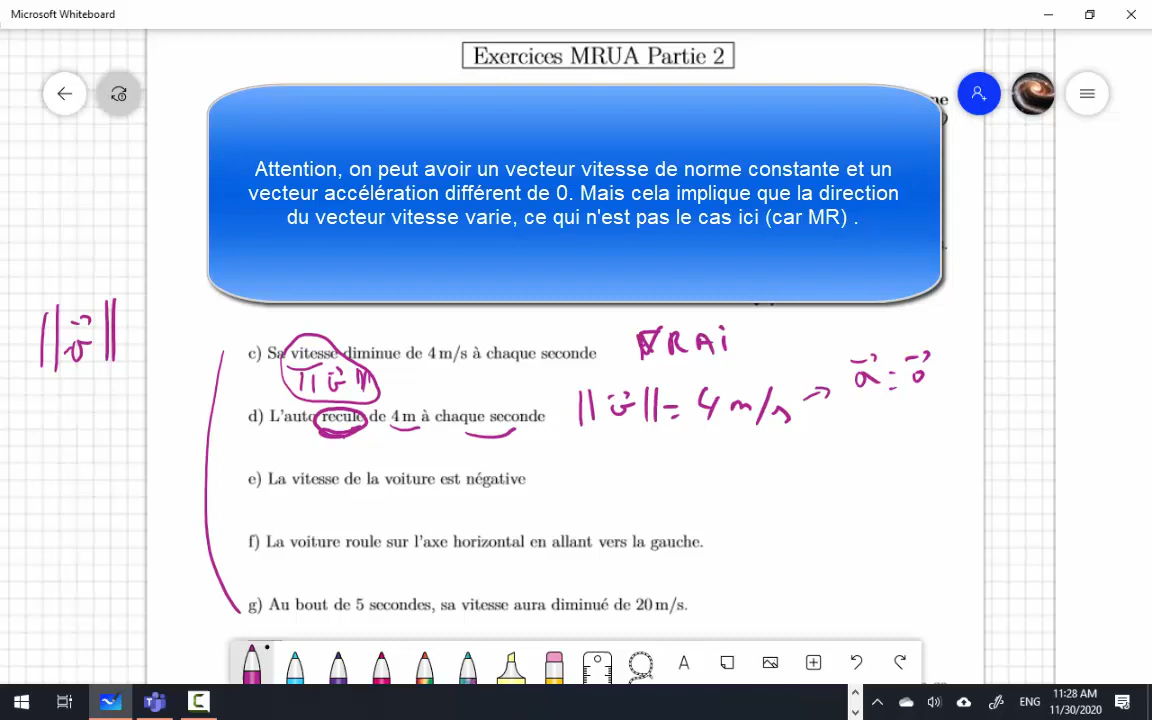 Microsoft Whiteboard
Exercices MRUA Partie 2
Attention, on peut avoir un vecteur vitesse de norme constante et un
vecteur accélération différent de 0. Mais cela implique que la direction
du vecteur vitesse varie, ce qui n'est pas le cas ici (car MR) .
||v⃗||
c) Sa vitesse diminue de 4 m/s à chaque seconde
VRAi
||v⃗||
d) L'auto recule de 4 m à chaque seconde
||v⃗|| = 4 m/s → a⃗ = 0⃗
e) La vitesse de la voiture est négative
f) La voiture roule sur l'axe horizontal en allant vers la gauche.
g) Au bout de 5 secondes, sa vitesse aura diminué de 20 m/s.
ENG
11:28 AM
11/30/2020